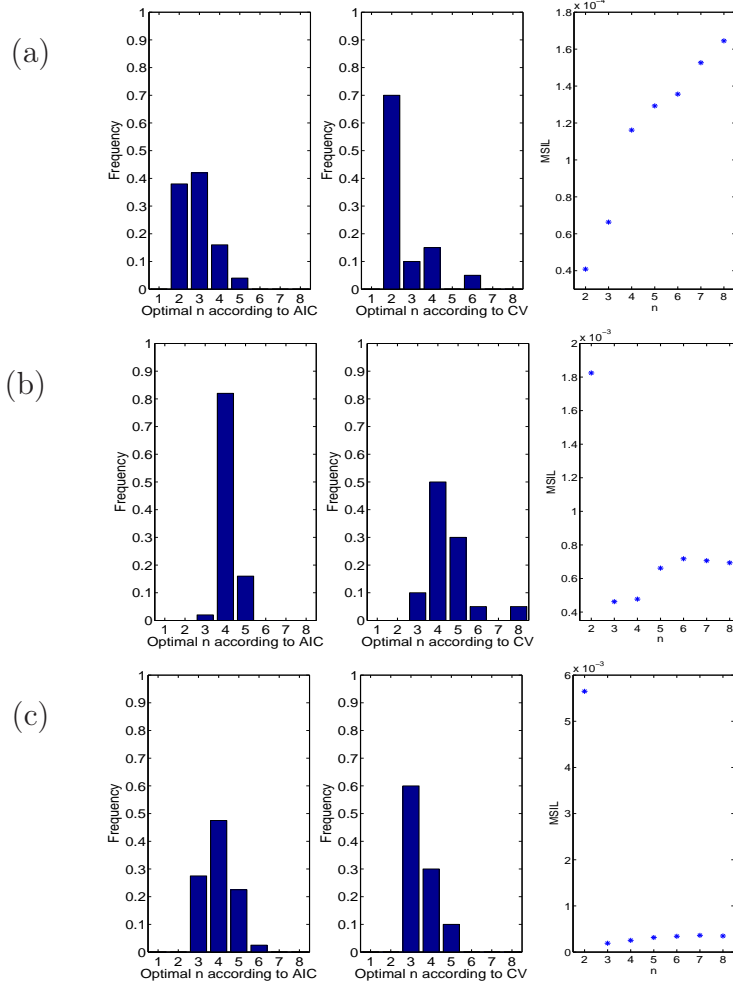 (a)
1
0.9
0.8
0.7
0.6
0.5
0.4
0.3
0.2
0.1
0
Frequency
1 2 3 4 5 6 7 8
Optimal n according to AIC
1
0.9
0.8
0.7
0.6
0.5
0.4
0.3
0.2
0.1
0
Frequency
1 2 3 4 5 6 7 8
Optimal n according to CV
x 10⁻⁴
1.8
1.6
1.4
1.2
1
0.8
0.6
0.4
MSIL
2 3 4 5 6 7 8
n
(b)
1
0.9
0.8
0.7
0.6
0.5
0.4
0.3
0.2
0.1
0
Frequency
1 2 3 4 5 6 7 8
Optimal n according to AIC
1
0.9
0.8
0.7
0.6
0.5
0.4
0.3
0.2
0.1
0
Frequency
1 2 3 4 5 6 7 8
Optimal n according to CV
x 10⁻³
2
1.8
1.6
1.4
1.2
1
0.8
0.6
0.4
MSIL
2 3 4 5 6 7 8
n
(c)
1
0.9
0.8
0.7
0.6
0.5
0.4
0.3
0.2
0.1
0
Frequency
1 2 3 4 5 6 7 8
Optimal n according to AIC
1
0.9
0.8
0.7
0.6
0.5
0.4
0.3
0.2
0.1
0
Frequency
1 2 3 4 5 6 7 8
Optimal n according to CV
x 10⁻³
6
5
4
3
2
1
0
MSIL
2 3 4 5 6 7 8
n